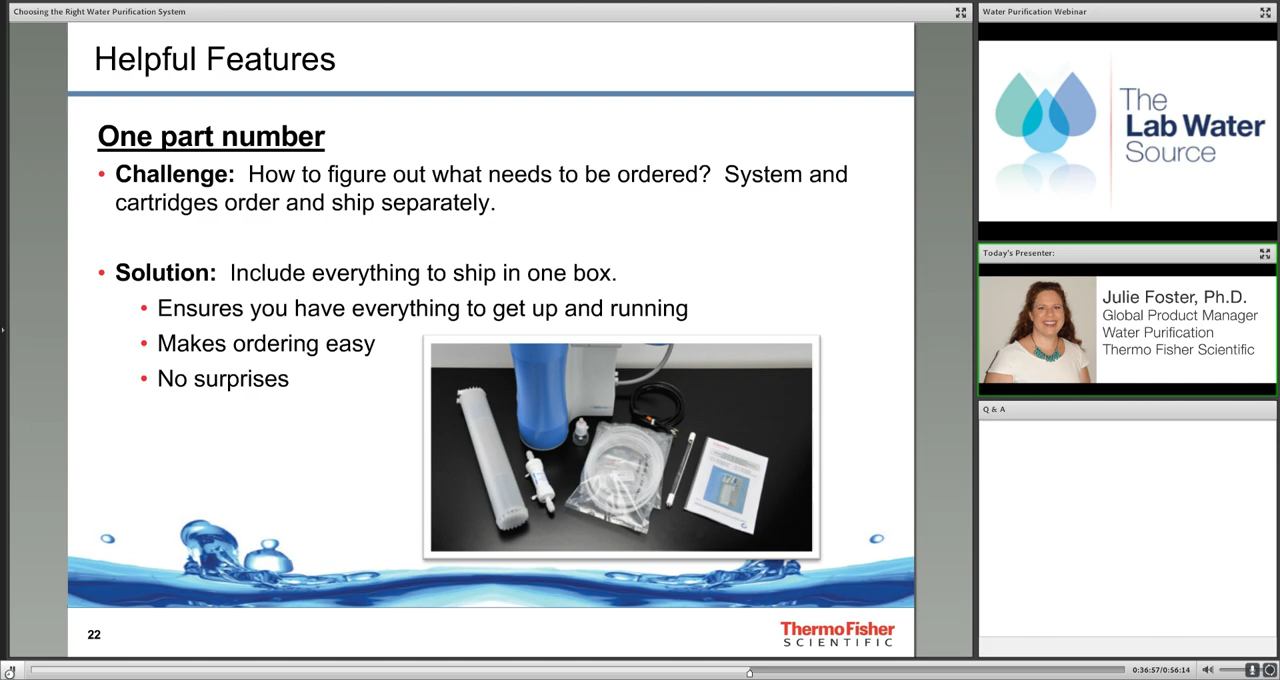 Choosing the Right Water Purification System
Helpful Features
One part number
• Challenge: How to figure out what needs to be ordered? System and
cartridges order and ship separately.
• Solution: Include everything to ship in one box.
• Ensures you have everything to get up and running
• Makes ordering easy
• No surprises
22
ThermoFisher
SCIENTIFIC
Water Purification Webinar
The
Lab Water
Source
Today's Presenter:
Julie Foster, Ph.D.
Global Product Manager
Water Purification
Thermo Fisher Scientific
Q & A
0:36:57/0:56:14